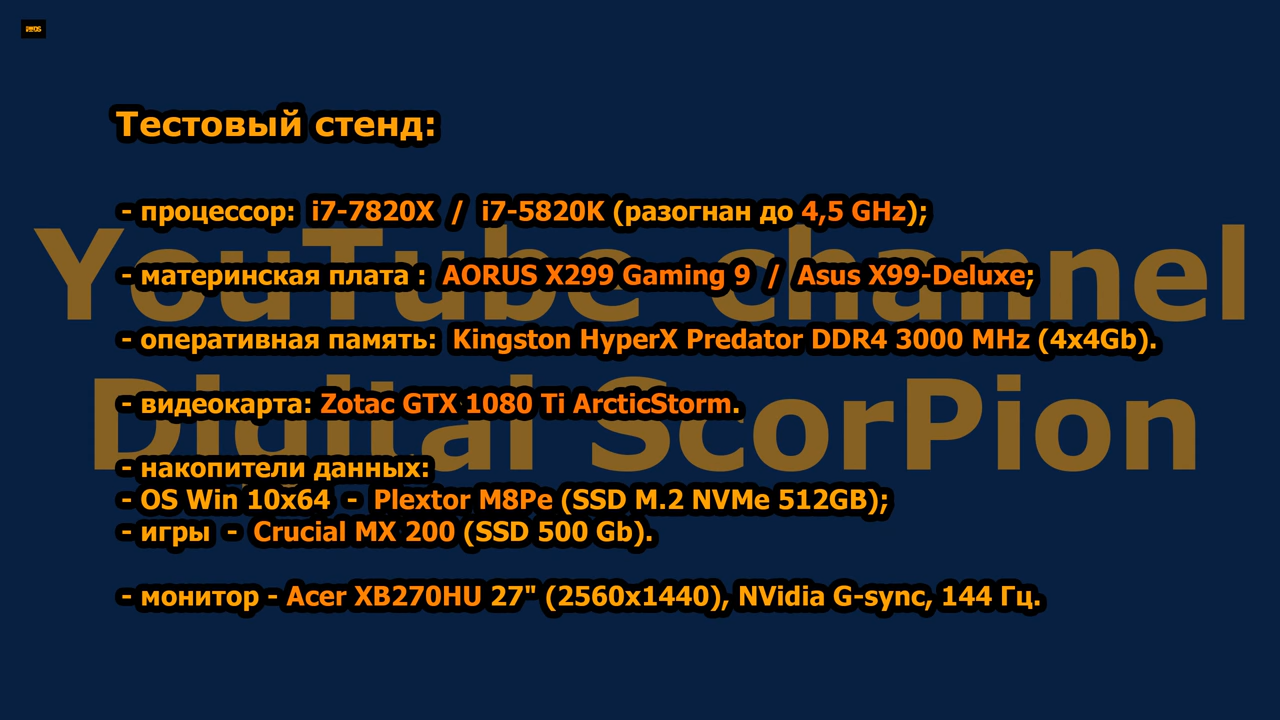 Тестовый стенд:
- процессор: i7-7820X / i7-5820K (разогнан до 4,5 GHz);
YouTube channel
- материнская плата : AORUS X299 Gaming 9 / Asus X99-Deluxe;
- оперативная память: Kingston HyperX Predator DDR4 3000 MHz (4x4Gb).
- видеокарта: Zotac GTX 1080 Ti ArcticStorm.
Digital ScorPion
- накопители данных:
- OS Win 10x64 - Plextor M8Pe (SSD M.2 NVMe 512GB);
- игры - Crucial MX 200 (SSD 500 Gb).
- монитор - Acer XB270HU 27" (2560x1440), NVidia G-sync, 144 Гц.